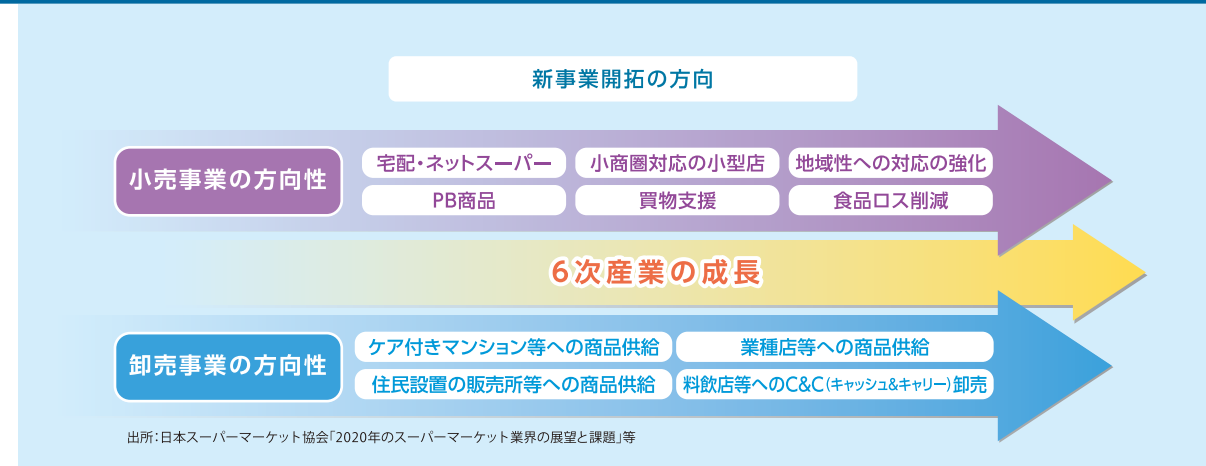 新事業開拓の方向
小売事業の方向性
宅配・ネットスーパー
小商圏対応の小型店
地域性への対応の強化
PB商品
買物支援
食品ロス削減
6次産業の成長
卸売事業の方向性
ケア付きマンション等への商品供給
業種店等への商品供給
住民設置の販売所等への商品供給
料飲店等へのC&C(キャッシュ&キャリー)卸売
出所:日本スーパーマーケット協会「2020年のスーパーマーケット業界の展望と課題」等